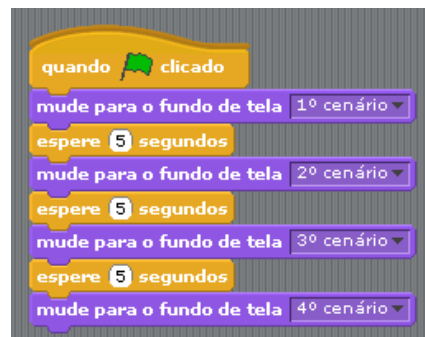 quando clicado
mude para o fundo de tela 1º cenário
espere 5 segundos
mude para o fundo de tela 2º cenário
espere 5 segundos
mude para o fundo de tela 3º cenário
espere 5 segundos
mude para o fundo de tela 4º cenário